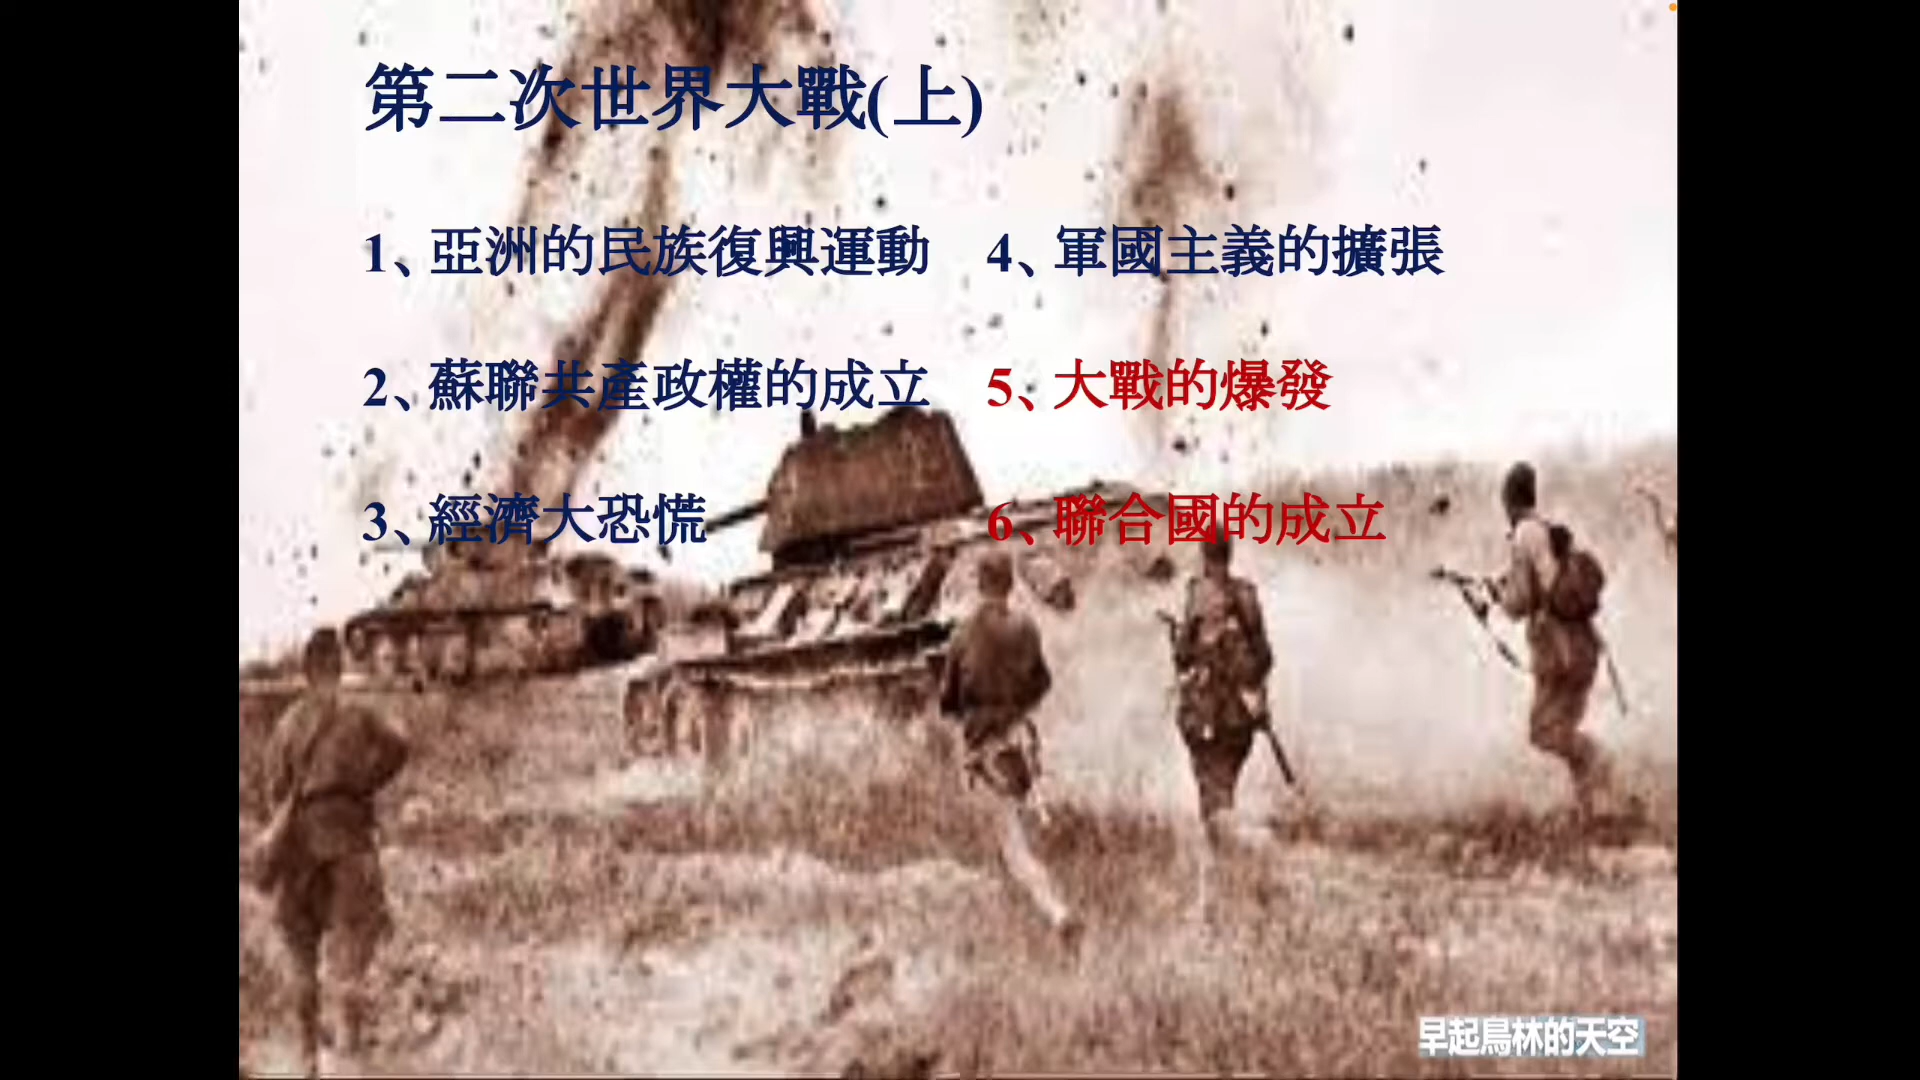 第二次世界大戰(上)
1、亞洲的民族復興運動
2、蘇聯共產政權的成立
3、經濟大恐慌
4、軍國主義的擴張
5、大戰的爆發
6、聯合國的成立
早起鳥林的天空